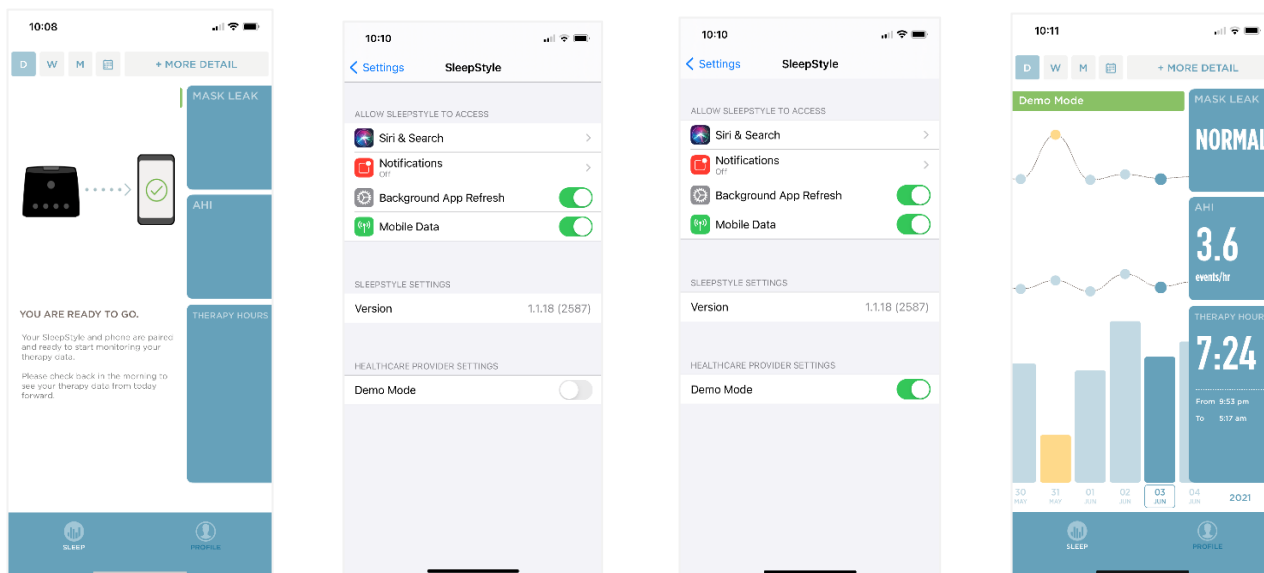 10:08
D W M + MORE DETAIL
MASK LEAK
AHI
YOU ARE READY TO GO.
Your SleepStyle and phone are paired
and ready to start monitoring your
therapy data.
Please check back in the morning to
see your therapy data from today
forward.
THERAPY HOURS
SLEEP PROFILE
10:10
Settings SleepStyle
ALLOW SLEEPSTYLE TO ACCESS
Siri & Search
Notifications
Off
Background App Refresh
Mobile Data
SLEEPSTYLE SETTINGS
Version 1.1.18 (2587)
HEALTHCARE PROVIDER SETTINGS
Demo Mode
10:10
Settings SleepStyle
ALLOW SLEEPSTYLE TO ACCESS
Siri & Search
Notifications
Off
Background App Refresh
Mobile Data
SLEEPSTYLE SETTINGS
Version 1.1.18 (2587)
HEALTHCARE PROVIDER SETTINGS
Demo Mode
10:11
D W M + MORE DETAIL
Demo Mode
MASK LEAK
NORMAL
AHI
3.6
events/hr
THERAPY HOUR
7:24
From 9:53 pm
To 5:17 am
30 31 01 02 03 04 2021
MAY MAY JUN JUN JUN JUN
SLEEP PROFILE